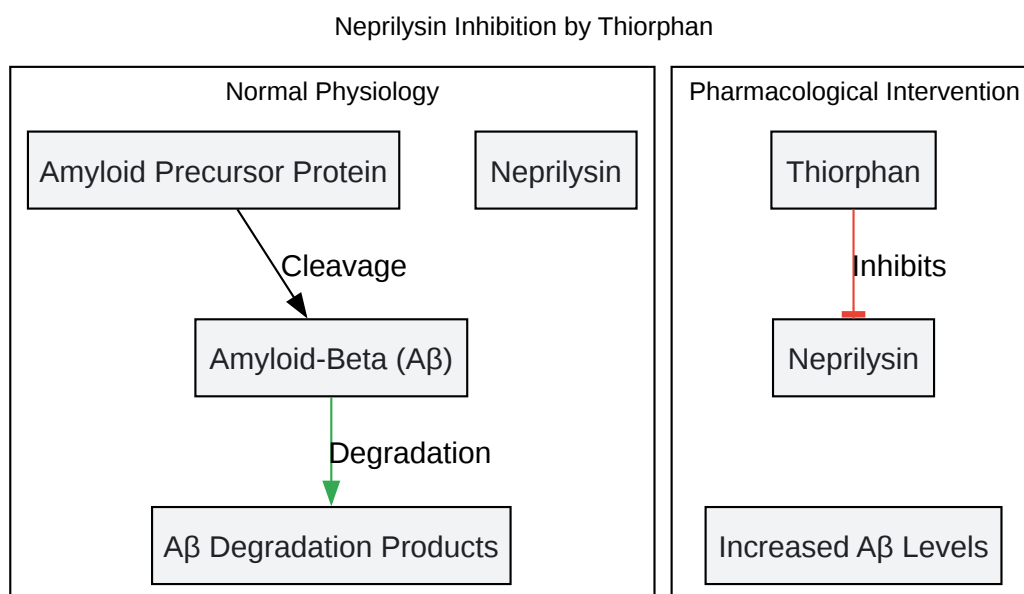 Neprilysin Inhibition by Thiorphan
Normal Physiology
Amyloid Precursor Protein
Neprilysin
Cleavage
Amyloid-Beta (Aβ)
Degradation
Aβ Degradation Products
Pharmacological Intervention
Thiorphan
Inhibits
Neprilysin
Increased Aβ Levels